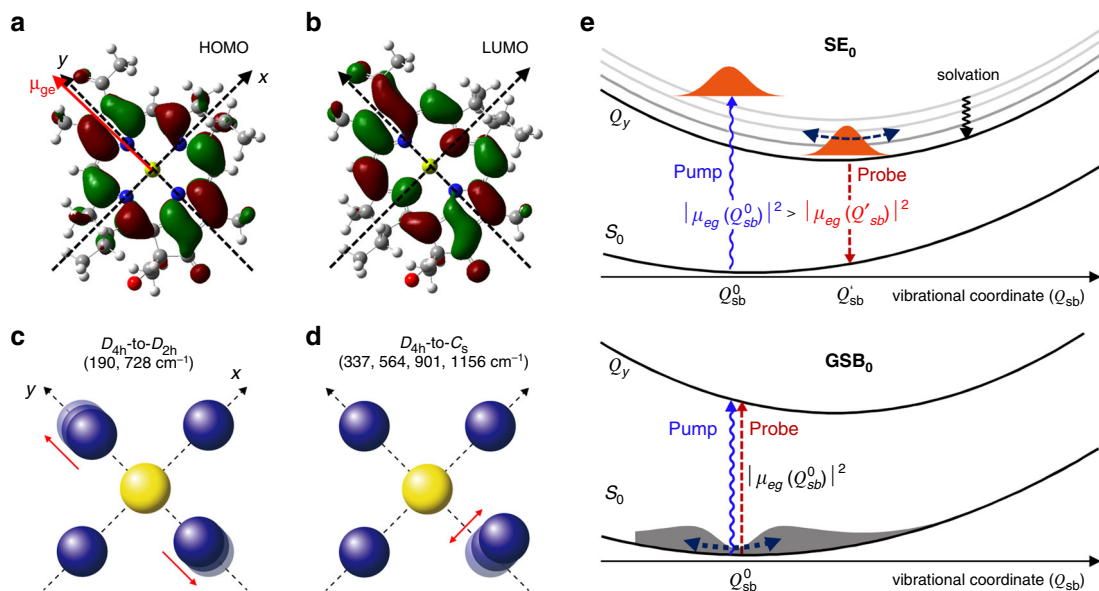 a
y
HOMO
x
μge
b
LUMO
c
D4h-to-D2h
(190, 728 cm⁻¹)
y
x
d
D4h-to-Cs
(337, 564, 901, 1156 cm⁻¹)
e
SE0
solvation
Qy
Pump
Probe
|μeg (Q⁰sb)|² > |μeg (Q′sb)|²
S0
Q⁰sb
Q‘sb
vibrational coordinate (Qsb)
GSB0
Qy
Pump
Probe
|μeg (Q⁰sb)|²
S0
Q⁰sb
vibrational coordinate (Qsb)